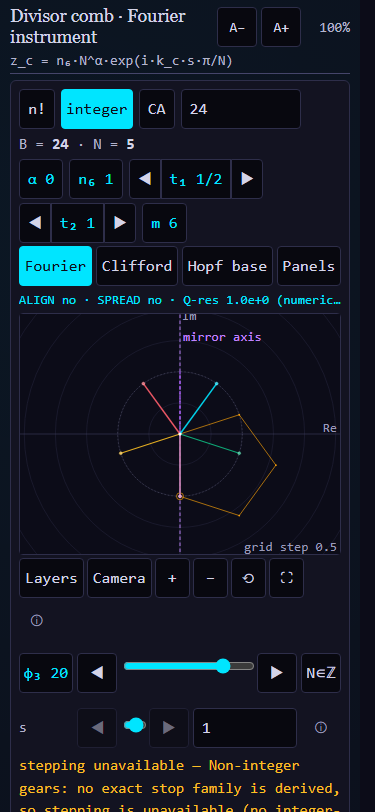 Divisor comb · Fourier
instrument
A− A+ 100%
z_c = n₆·N^α·exp(i·k_c·s·π/N)
n! integer CA 24
B = 24 · N = 5
α 0 n₆ 1 ◀ t₁ 1/2 ▶
◀ t₂ 1 ▶ m 6
Fourier Clifford Hopf base Panels
ALIGN no · SPREAD no · Q-res 1.0e+0 (numeric…
Im
mirror axis
Re
grid step 0.5
Layers Camera + − ⟲ ⛶
ⓘ
ϕ₃ 20 ◀ ▶ N∈ℤ
s ◀ ▶ 1 ⓘ
stepping unavailable — Non-integer
gears: no exact stop family is derived,
so stepping is unavailable (no integer-